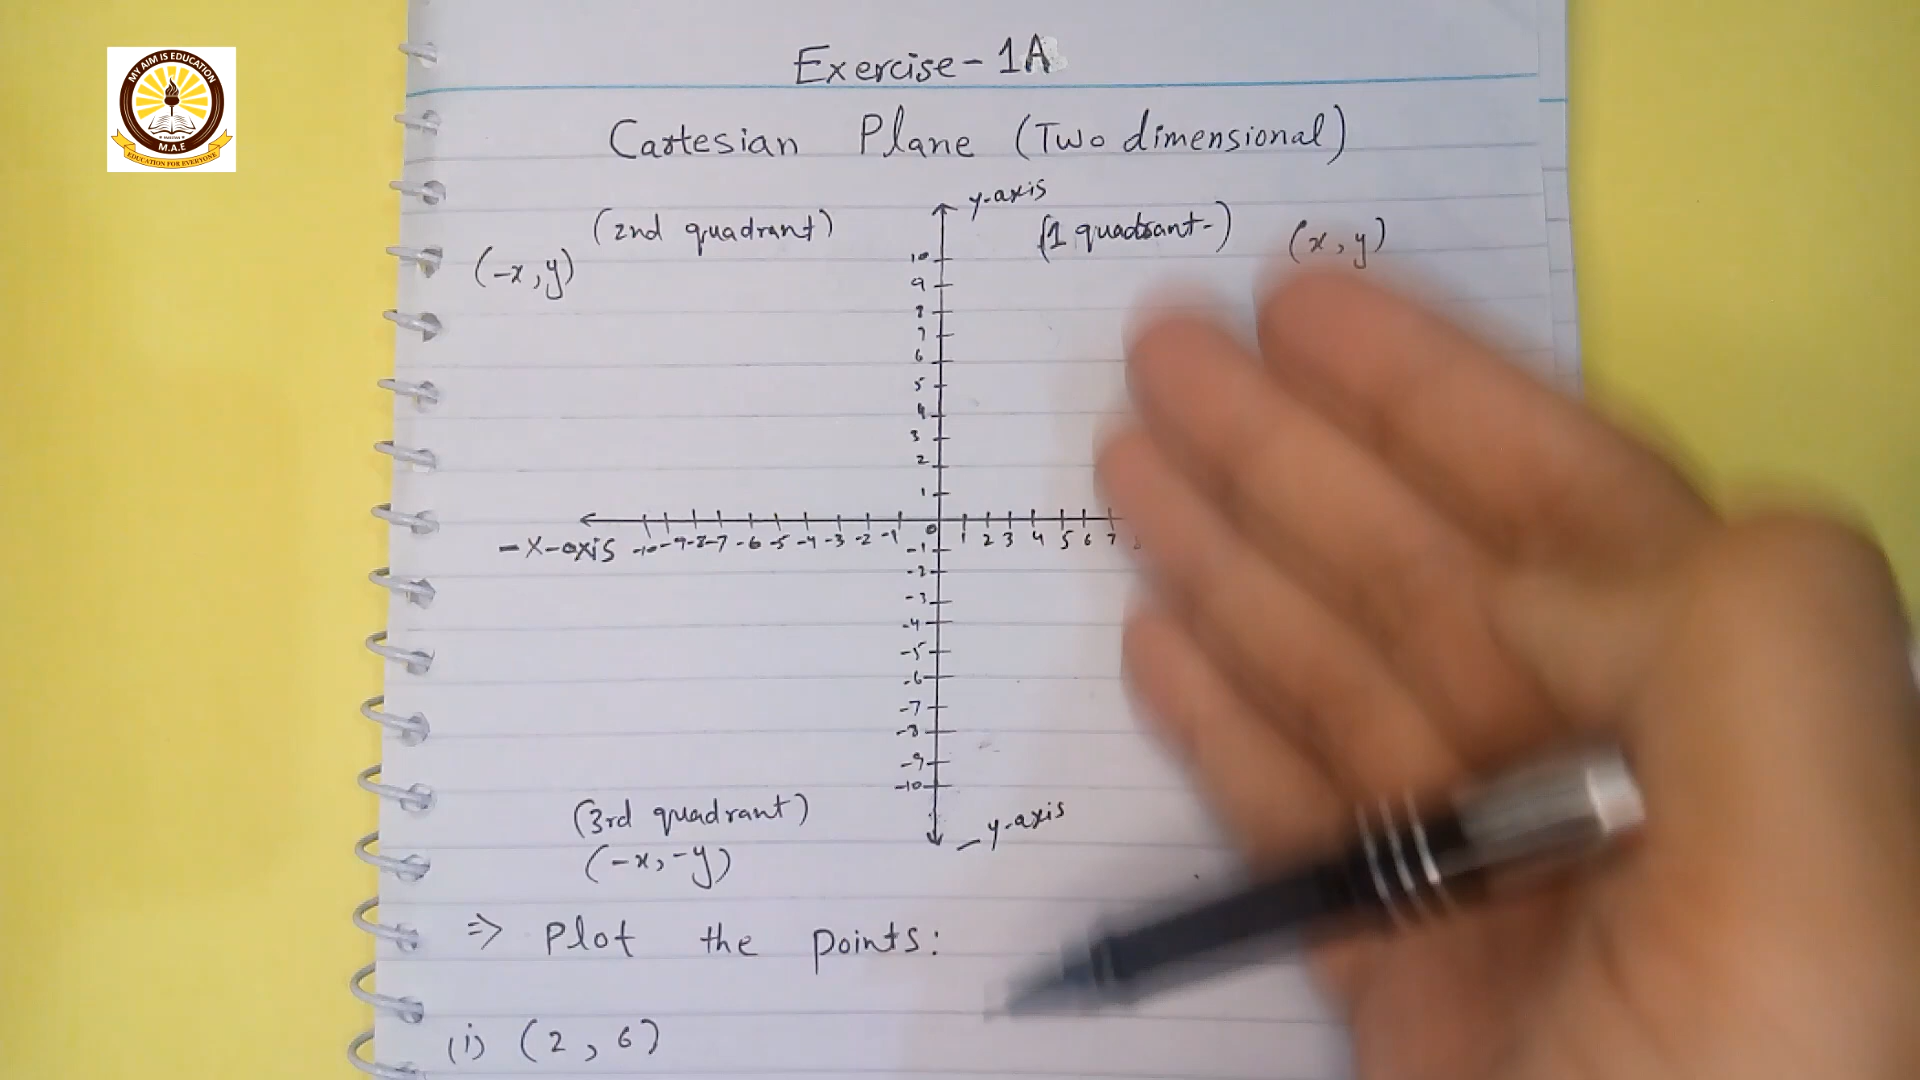 MY AIM IS EDUCATION
M.A.E
EDUCATION FOR EVERYONE
Exercise - 1A
Cartesian Plane (Two dimensional)
y-axis
(2nd quadrant)
(1 quadrant)
(x, y)
(-x, y)
10
9
8
7
6
5
4
3
2
1
-x-axis
-10 -9 -8 -7 -6 -5 -4 -3 -2 -1 0 1 2 3 4 5 6 7
-1
-2
-3
-4
-5
-6
-7
-8
-9
-10
(3rd quadrant)
-y-axis
(-x, -y)
⇒ Plot the points:
(i) (2, 6)